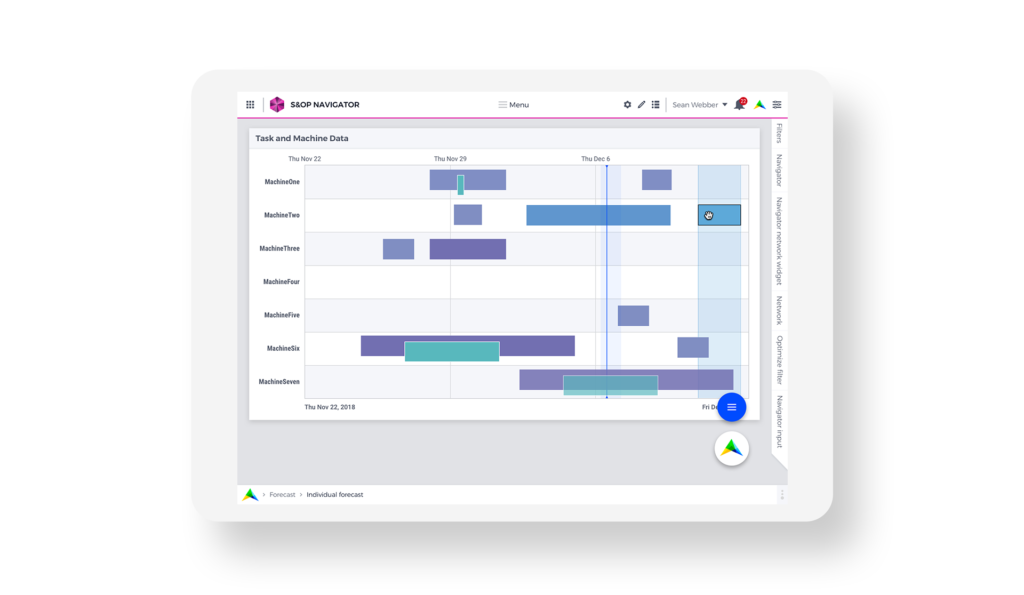 S&OP NAVIGATOR
Menu
Sean Webber
Task and Machine Data
Thu Nov 22
Thu Nov 29
Thu Dec 6
MachineOne
MachineTwo
MachineThree
MachineFour
MachineFive
MachineSix
MachineSeven
Thu Nov 22, 2018
Fri
Filters
Navigator
Navigator network widget
Network
Optimize filter
Navigator input
Forecast
Individual forecast